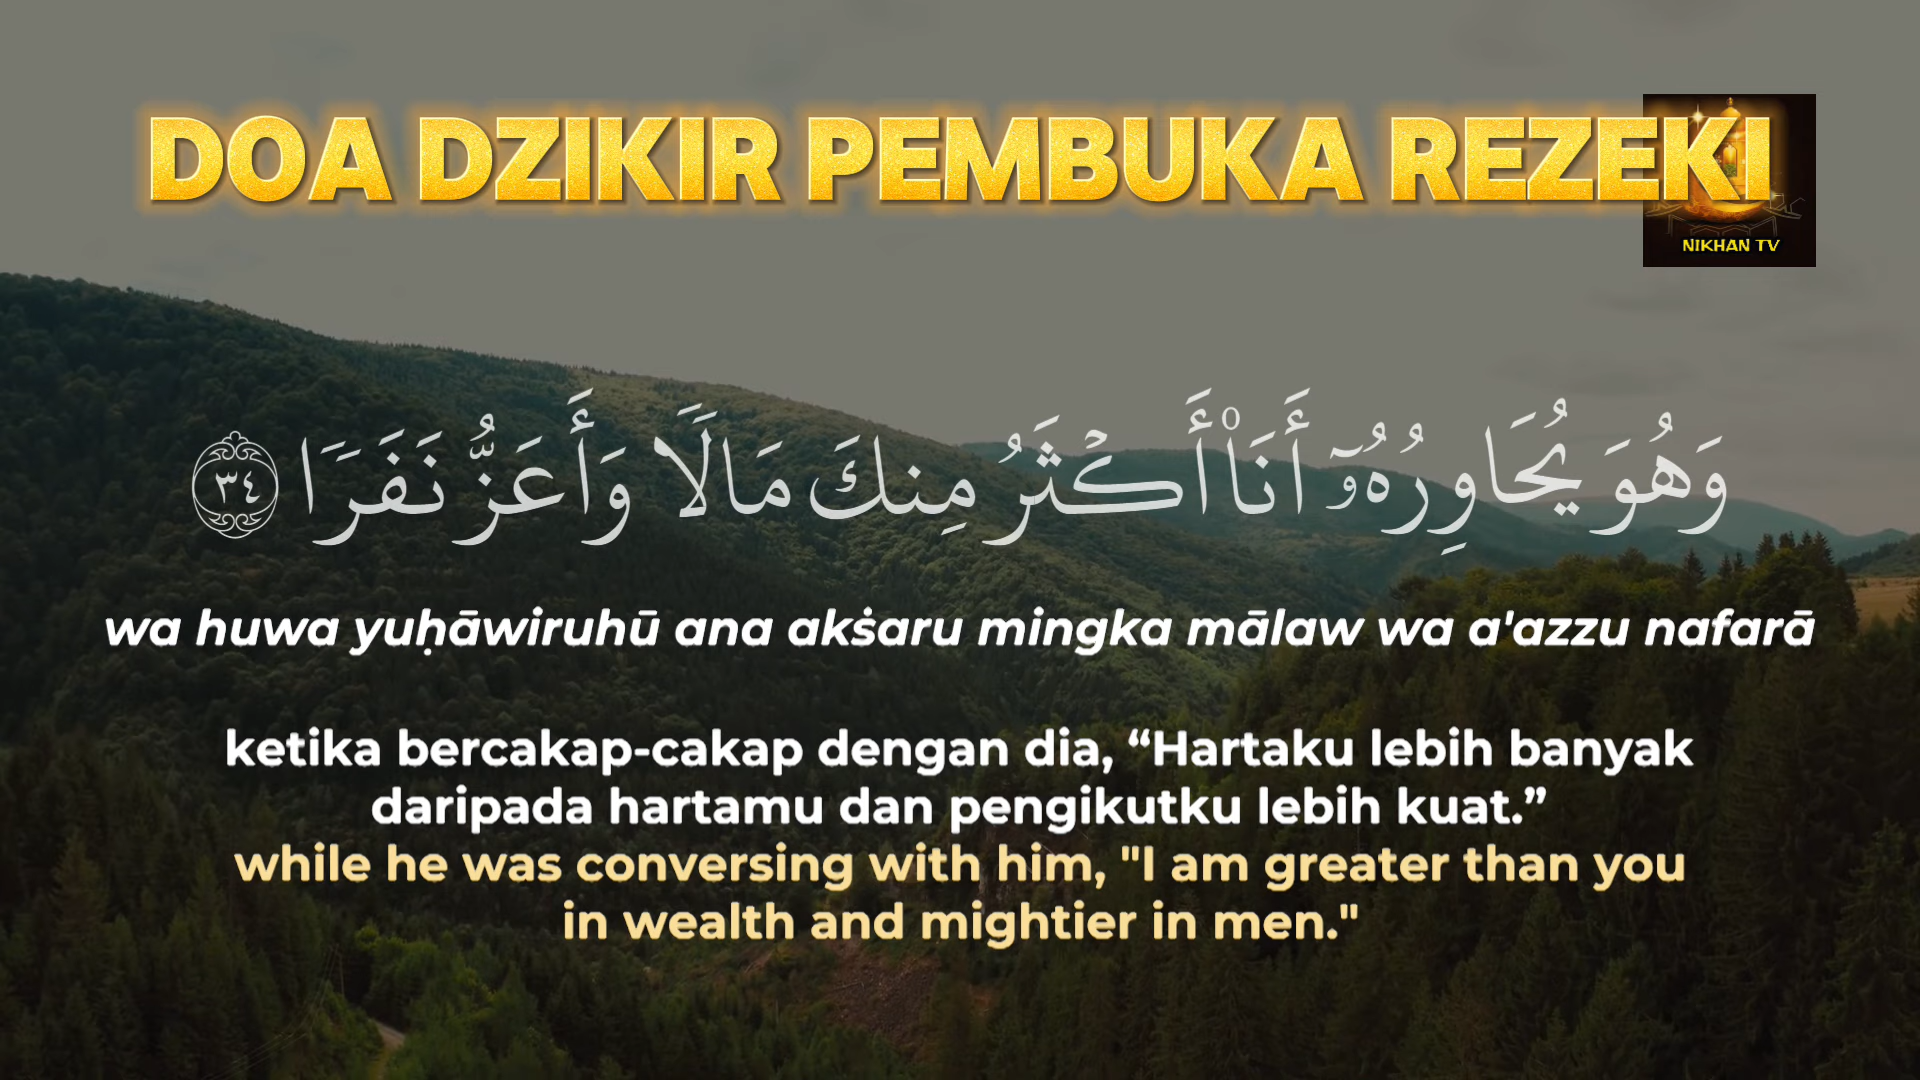 DOA DZIKIR PEMBUKA REZEKI
NIKHAN TV
وَهُوَ يُحَاوِرُهُۥٓ أَنَا۠ أَكْثَرُ مِنكَ مَالًا وَأَعَزُّ نَفَرًا ٣٤
wa huwa yuḥāwiruhū ana akṡaru mingka mālaw wa a'azzu nafarā
ketika bercakap-cakap dengan dia, “Hartaku lebih banyak
daripada hartamu dan pengikutku lebih kuat.”
while he was conversing with him, "I am greater than you
in wealth and mightier in men."